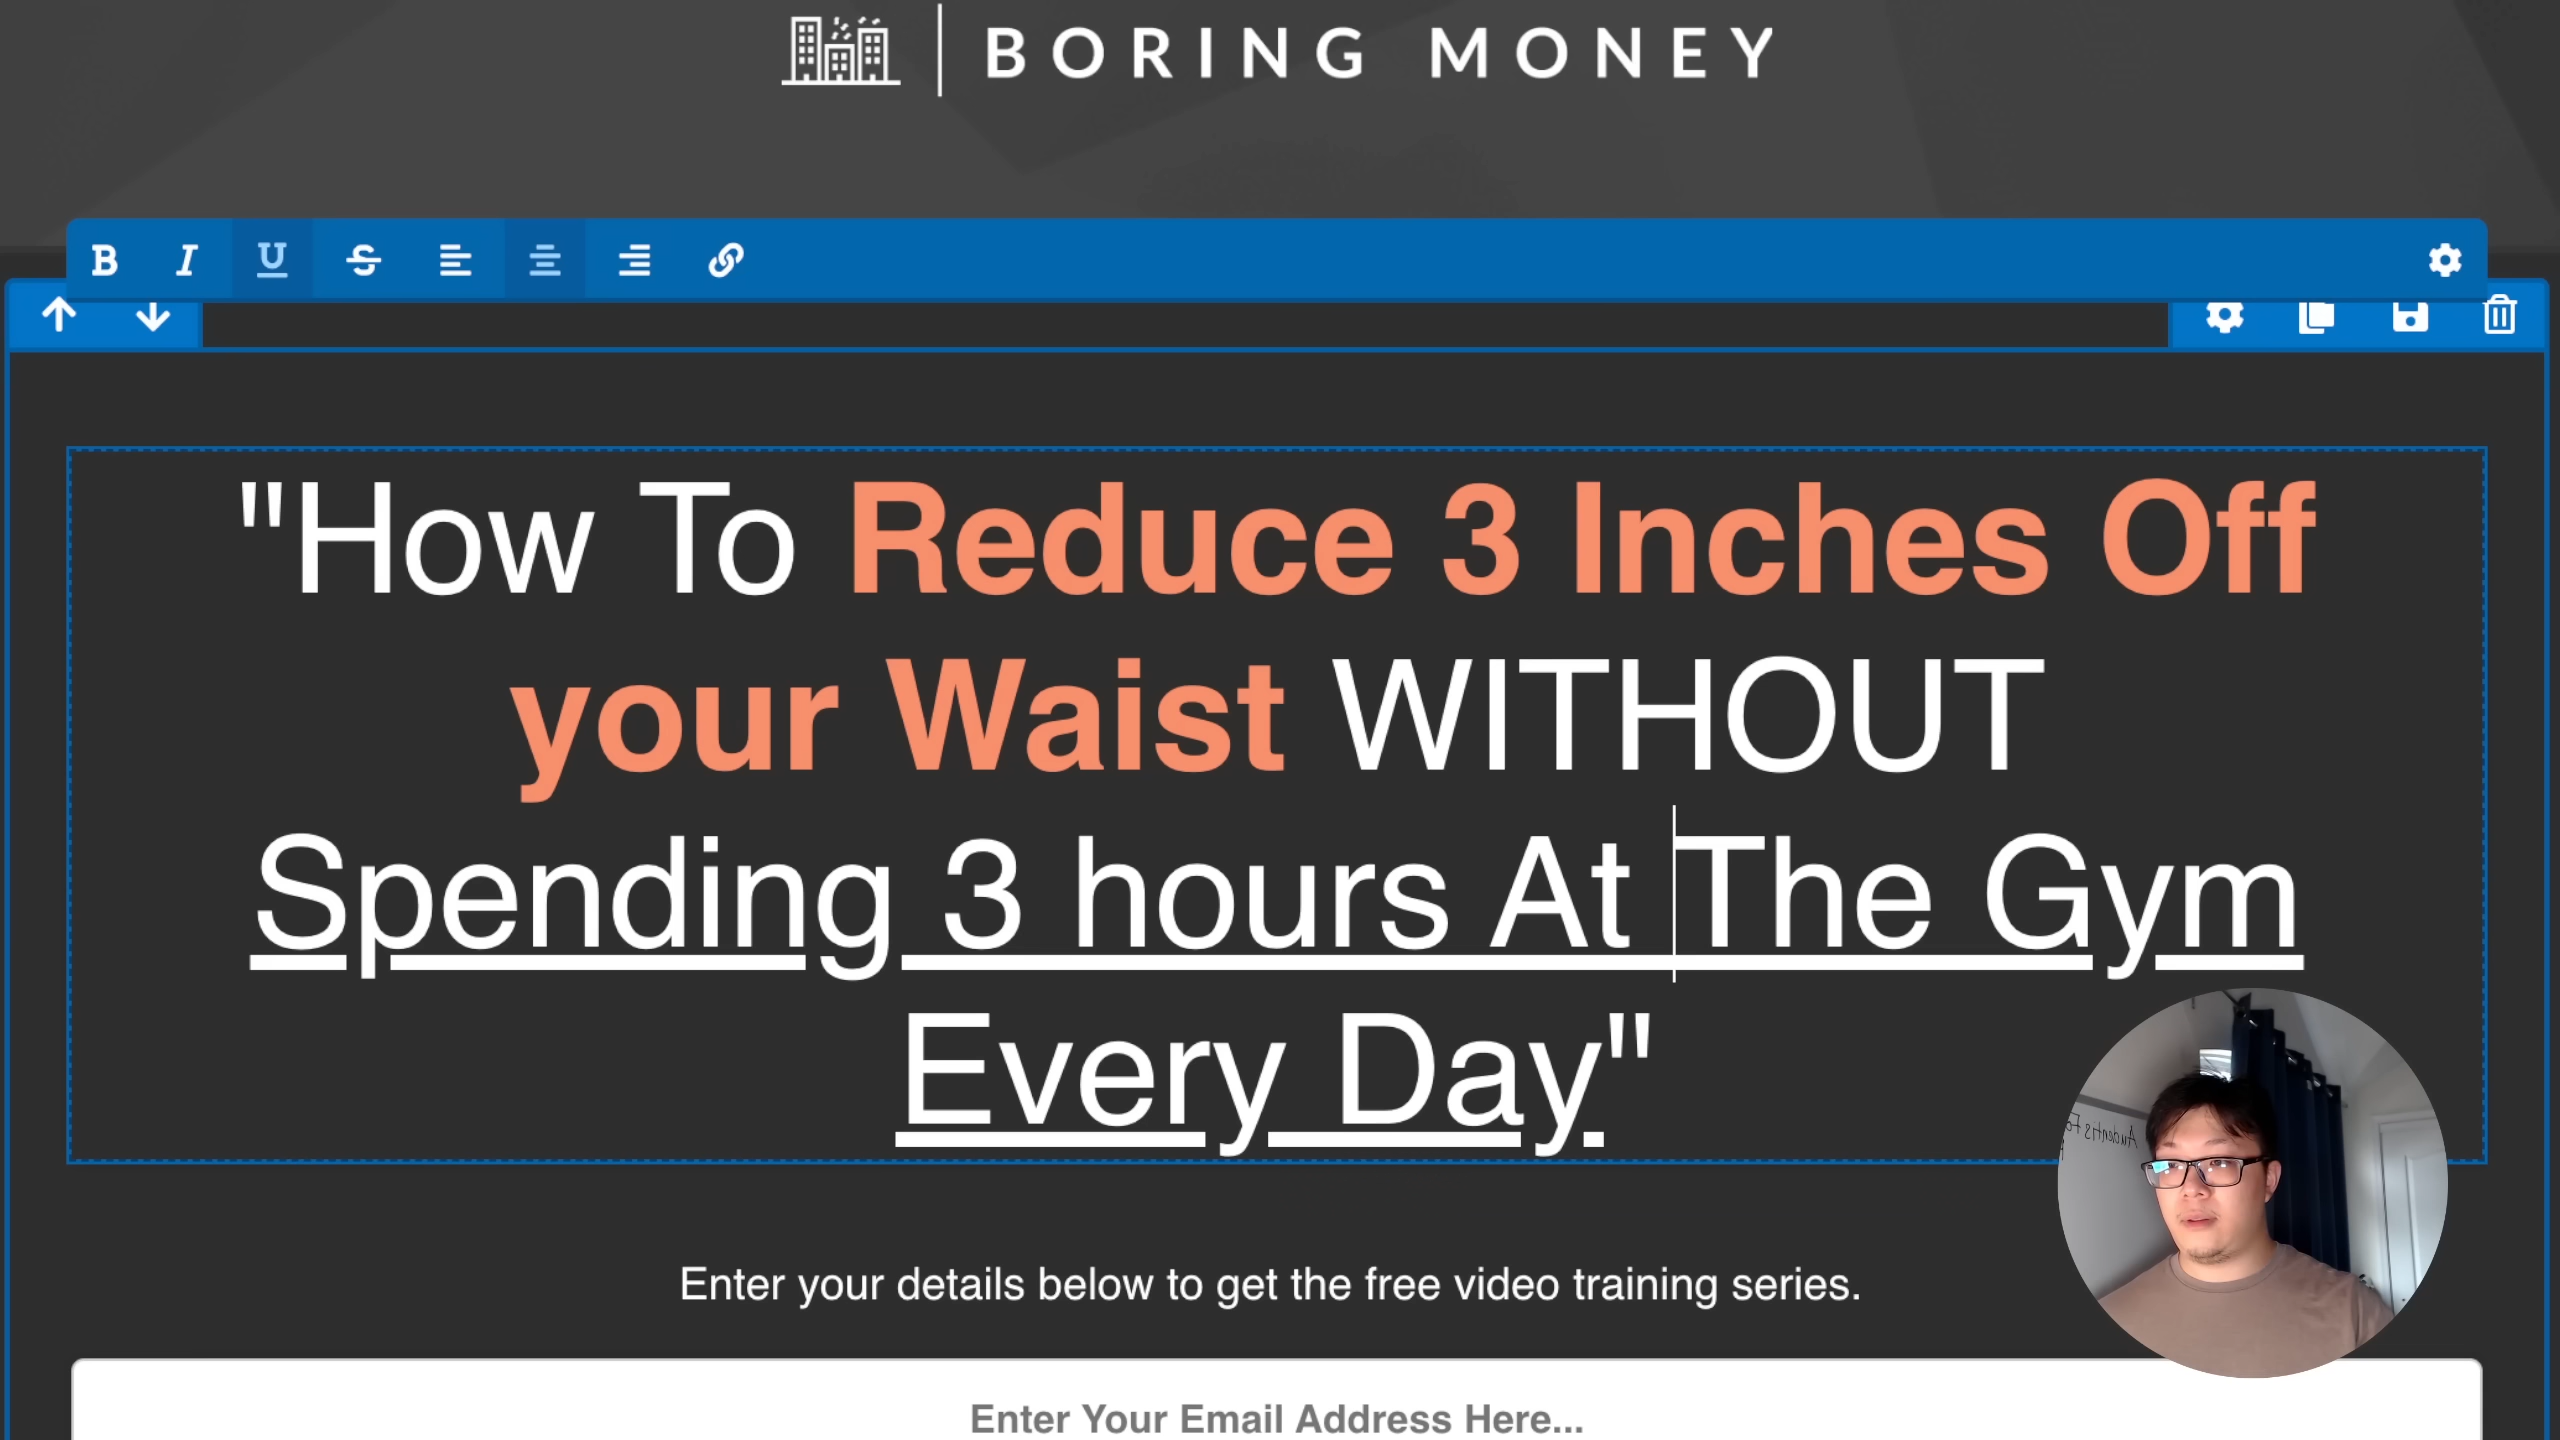 BORING MONEY
B I U S
"How To Reduce 3 Inches Off
your Waist WITHOUT
Spending 3 hours At The Gym
Every Day"
Enter your details below to get the free video training series.
Enter Your Email Address Here...